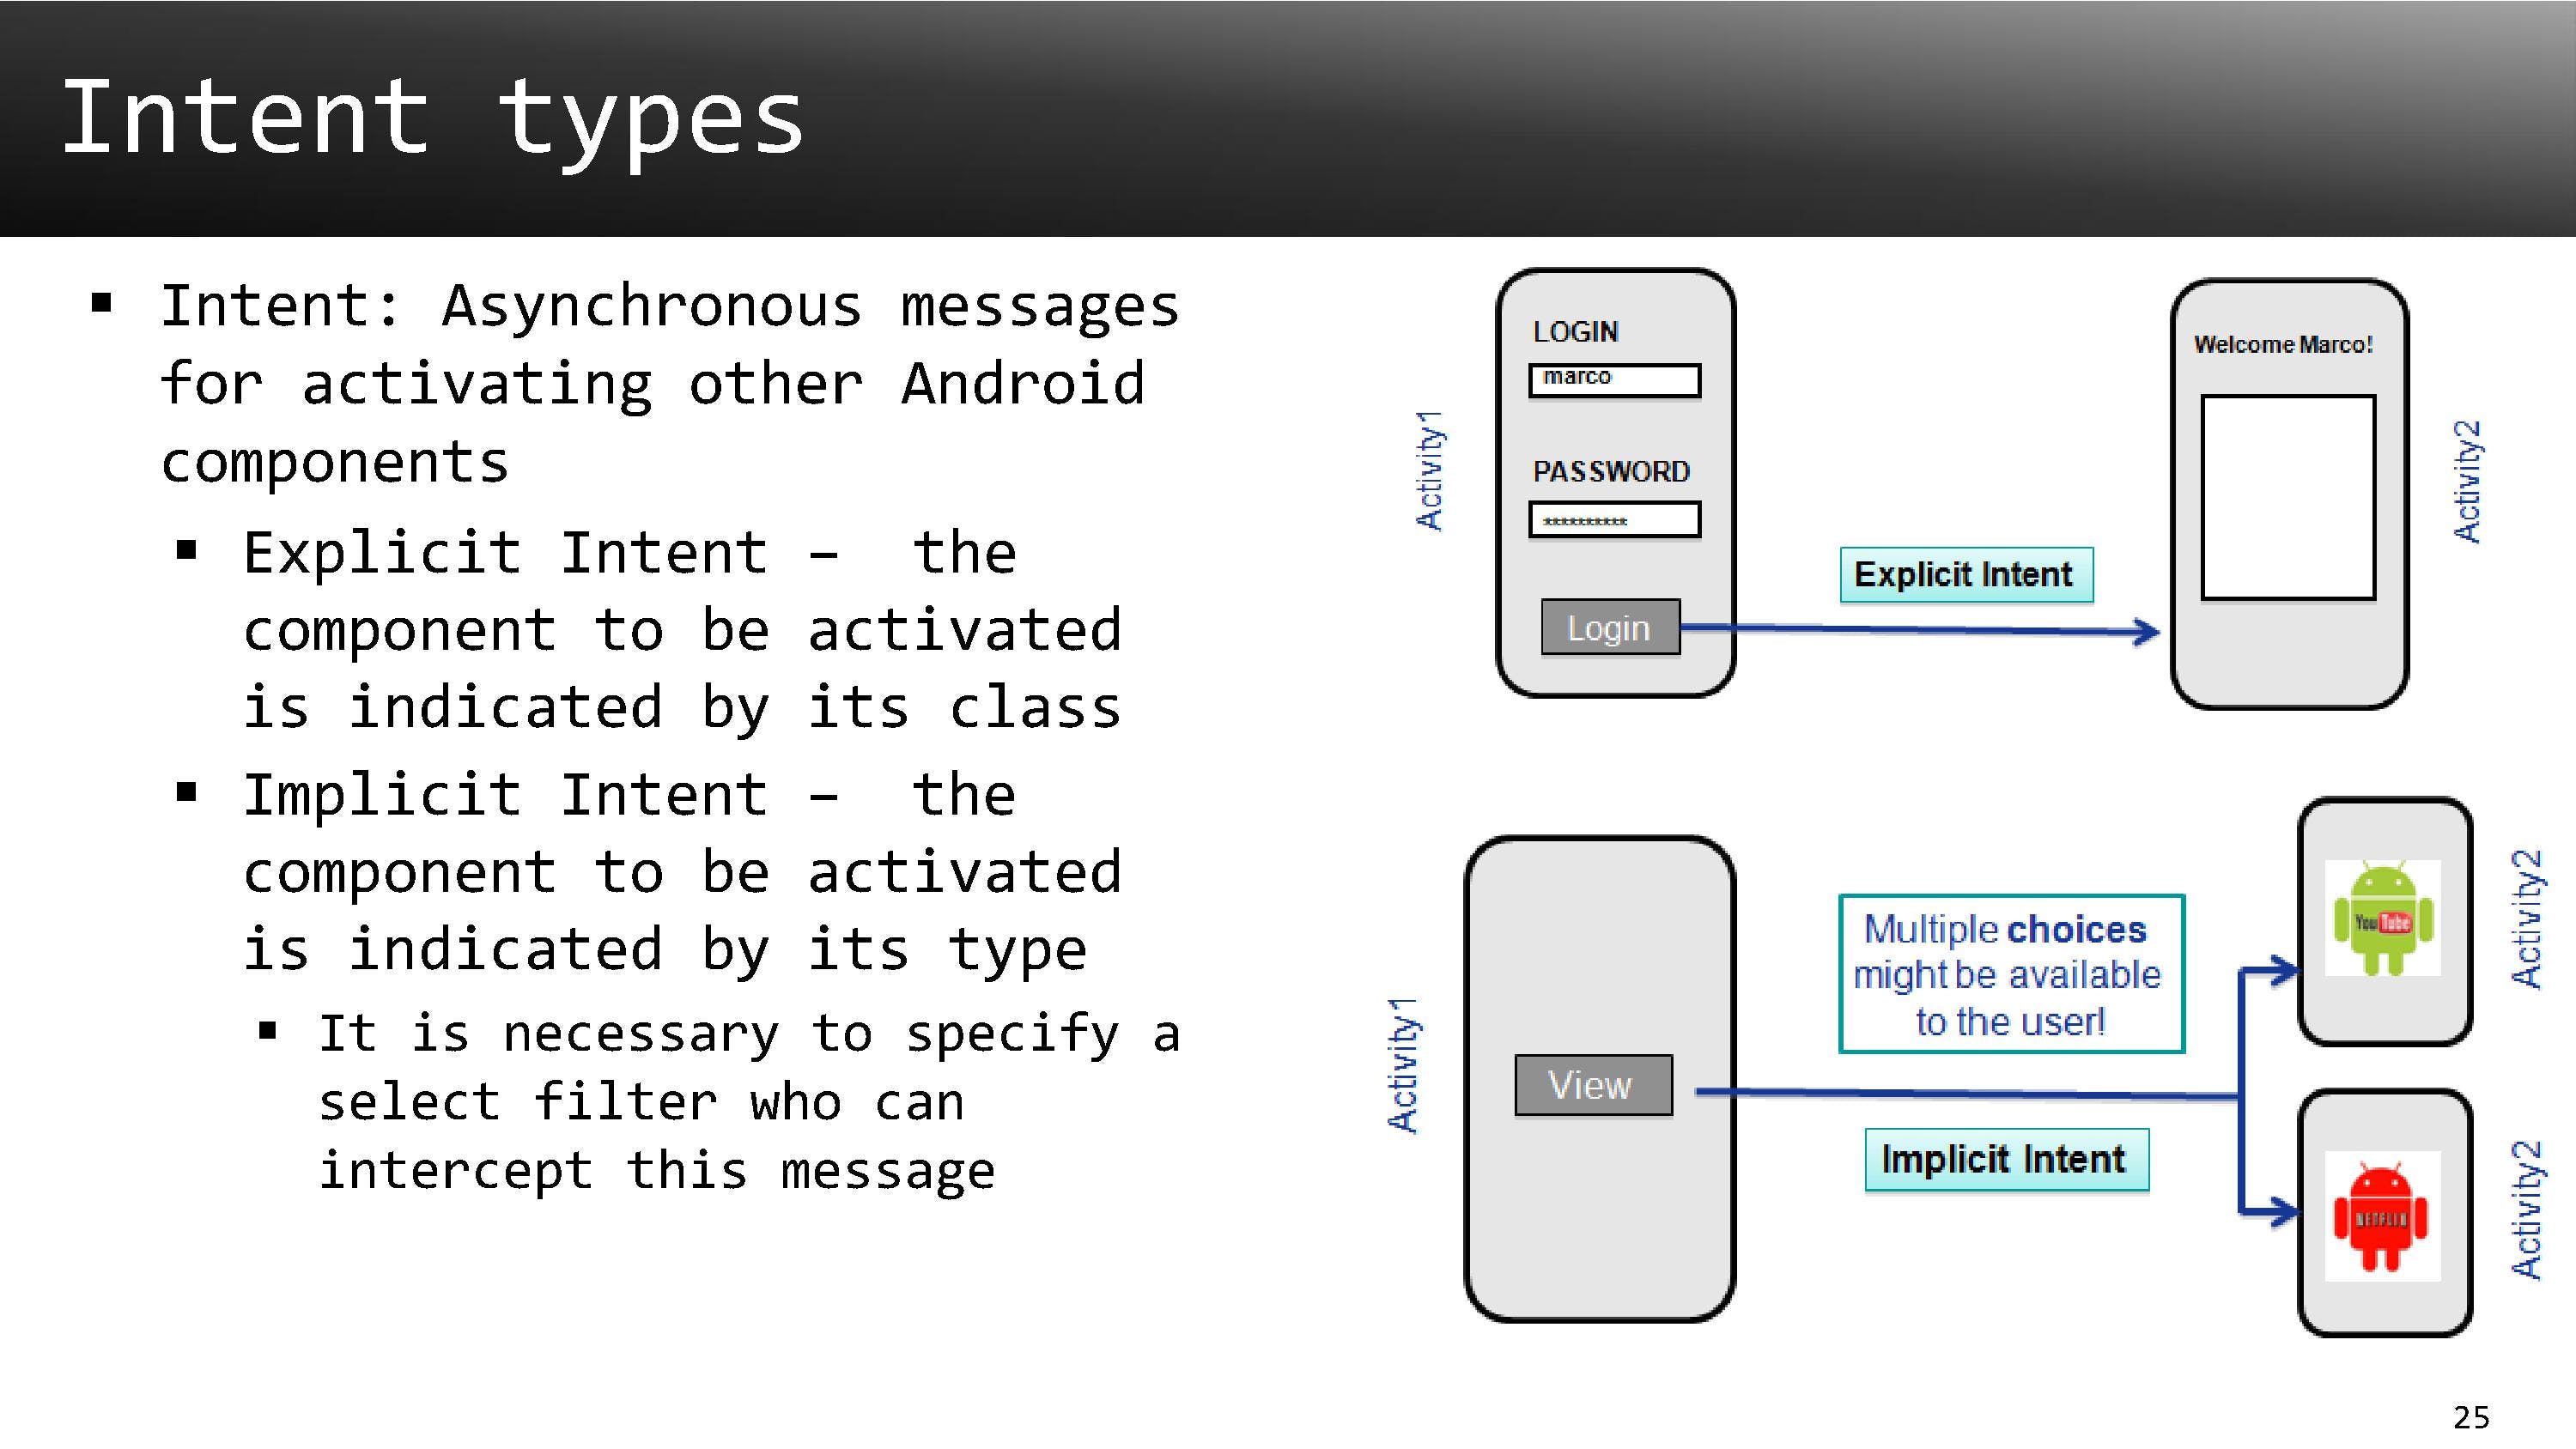 Intent types
▪ Intent: Asynchronous messages
for activating other Android
components
▪ Explicit Intent – the
component to be activated
is indicated by its class
▪ Implicit Intent – the
component to be activated
is indicated by its type
▪ It is necessary to specify a
select filter who can
intercept this message
Activity1
LOGIN
marco
PASSWORD
**********
Login
Explicit Intent
Welcome Marco!
Activity2
Activity1
View
Multiple choices
might be available
to the user!
Implicit Intent
YouTube
Activity2
NETFLIX
Activity2
25